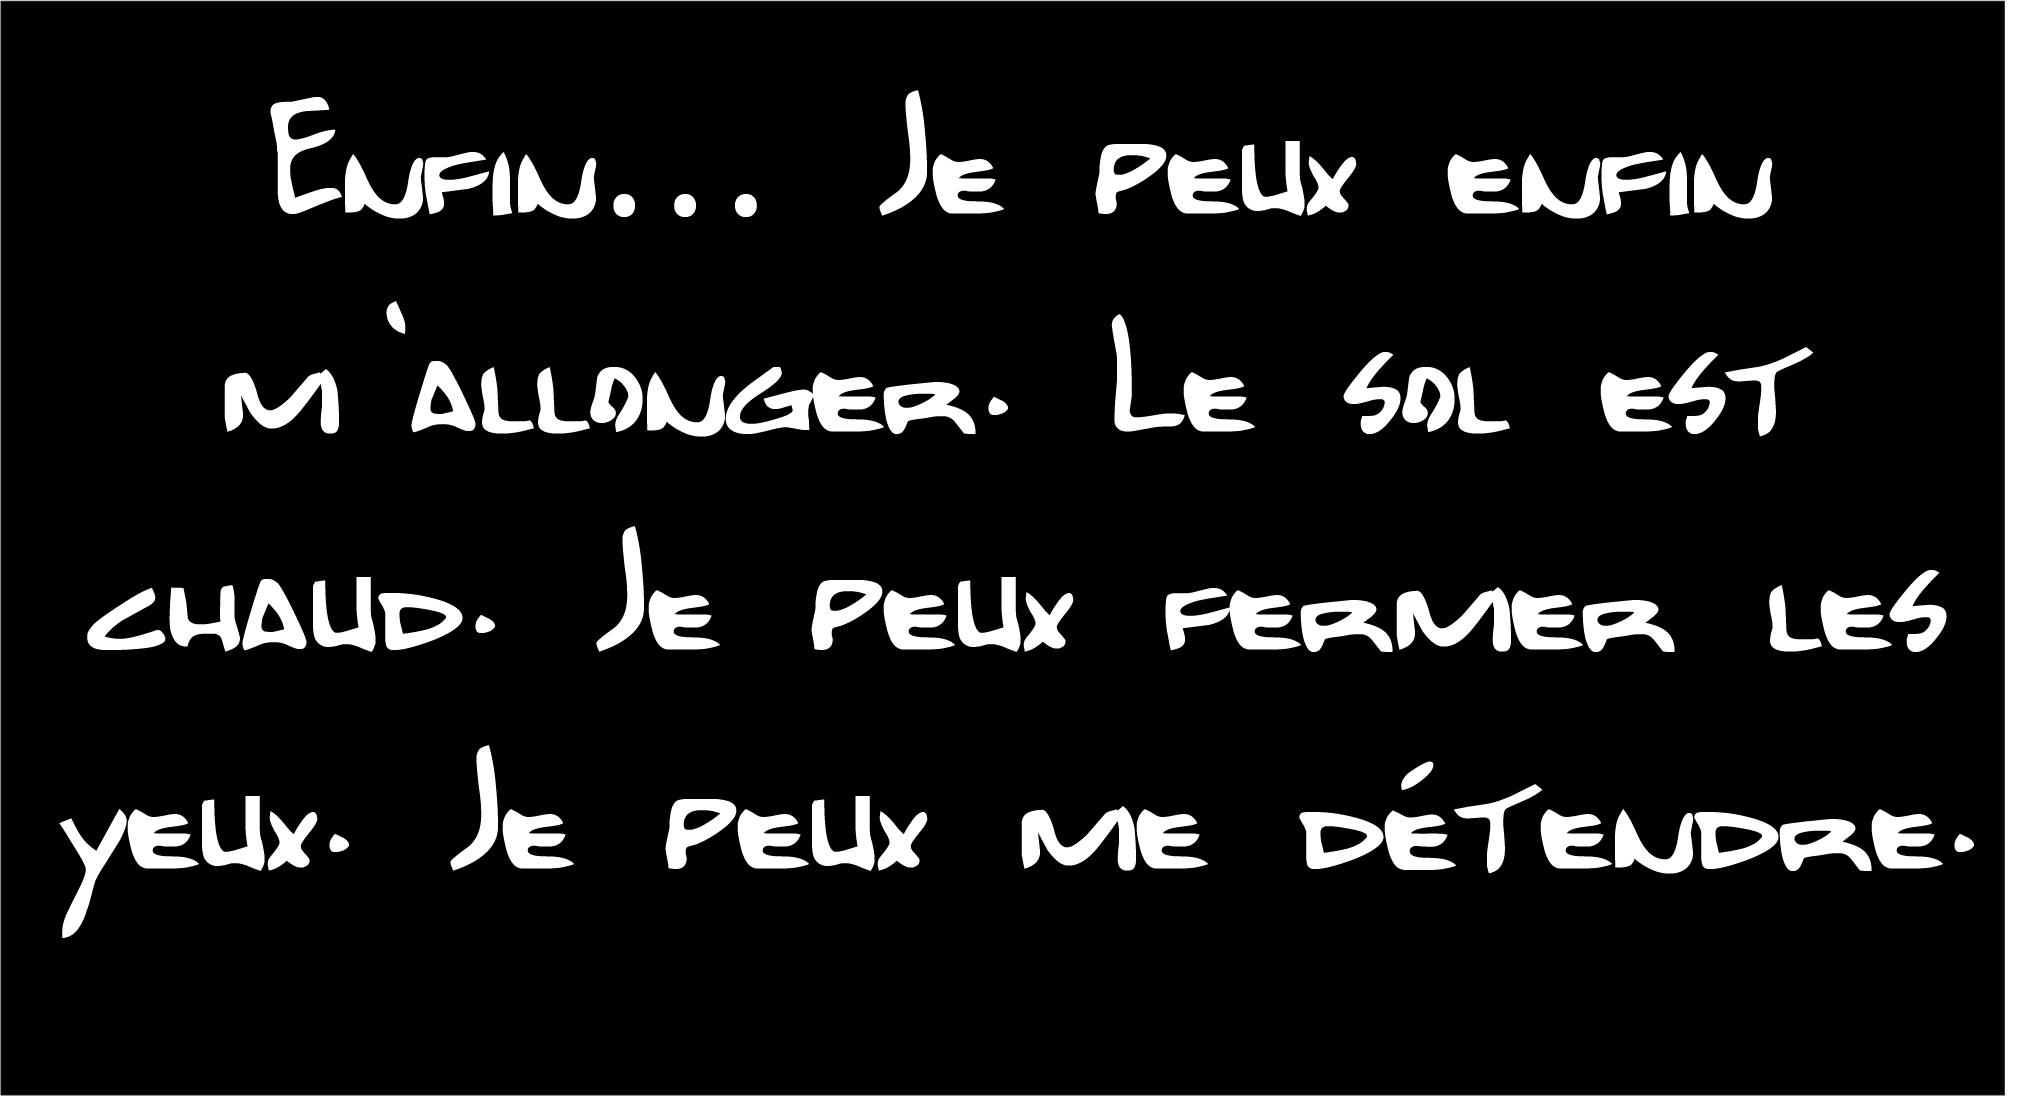 Enfin... Je peux enfin
m`allonger. Le sol est
chaud. Je peux fermer les
yeux. Je peux me détendre.